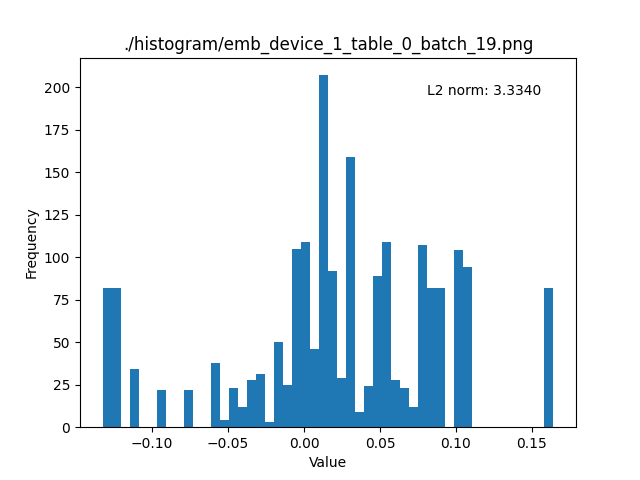 ./histogram/emb_device_1_table_0_batch_19.png
L2 norm: 3.3340
Frequency
200
175
150
125
100
75
50
25
0
−0.10 −0.05 0.00 0.05 0.10 0.15
Value